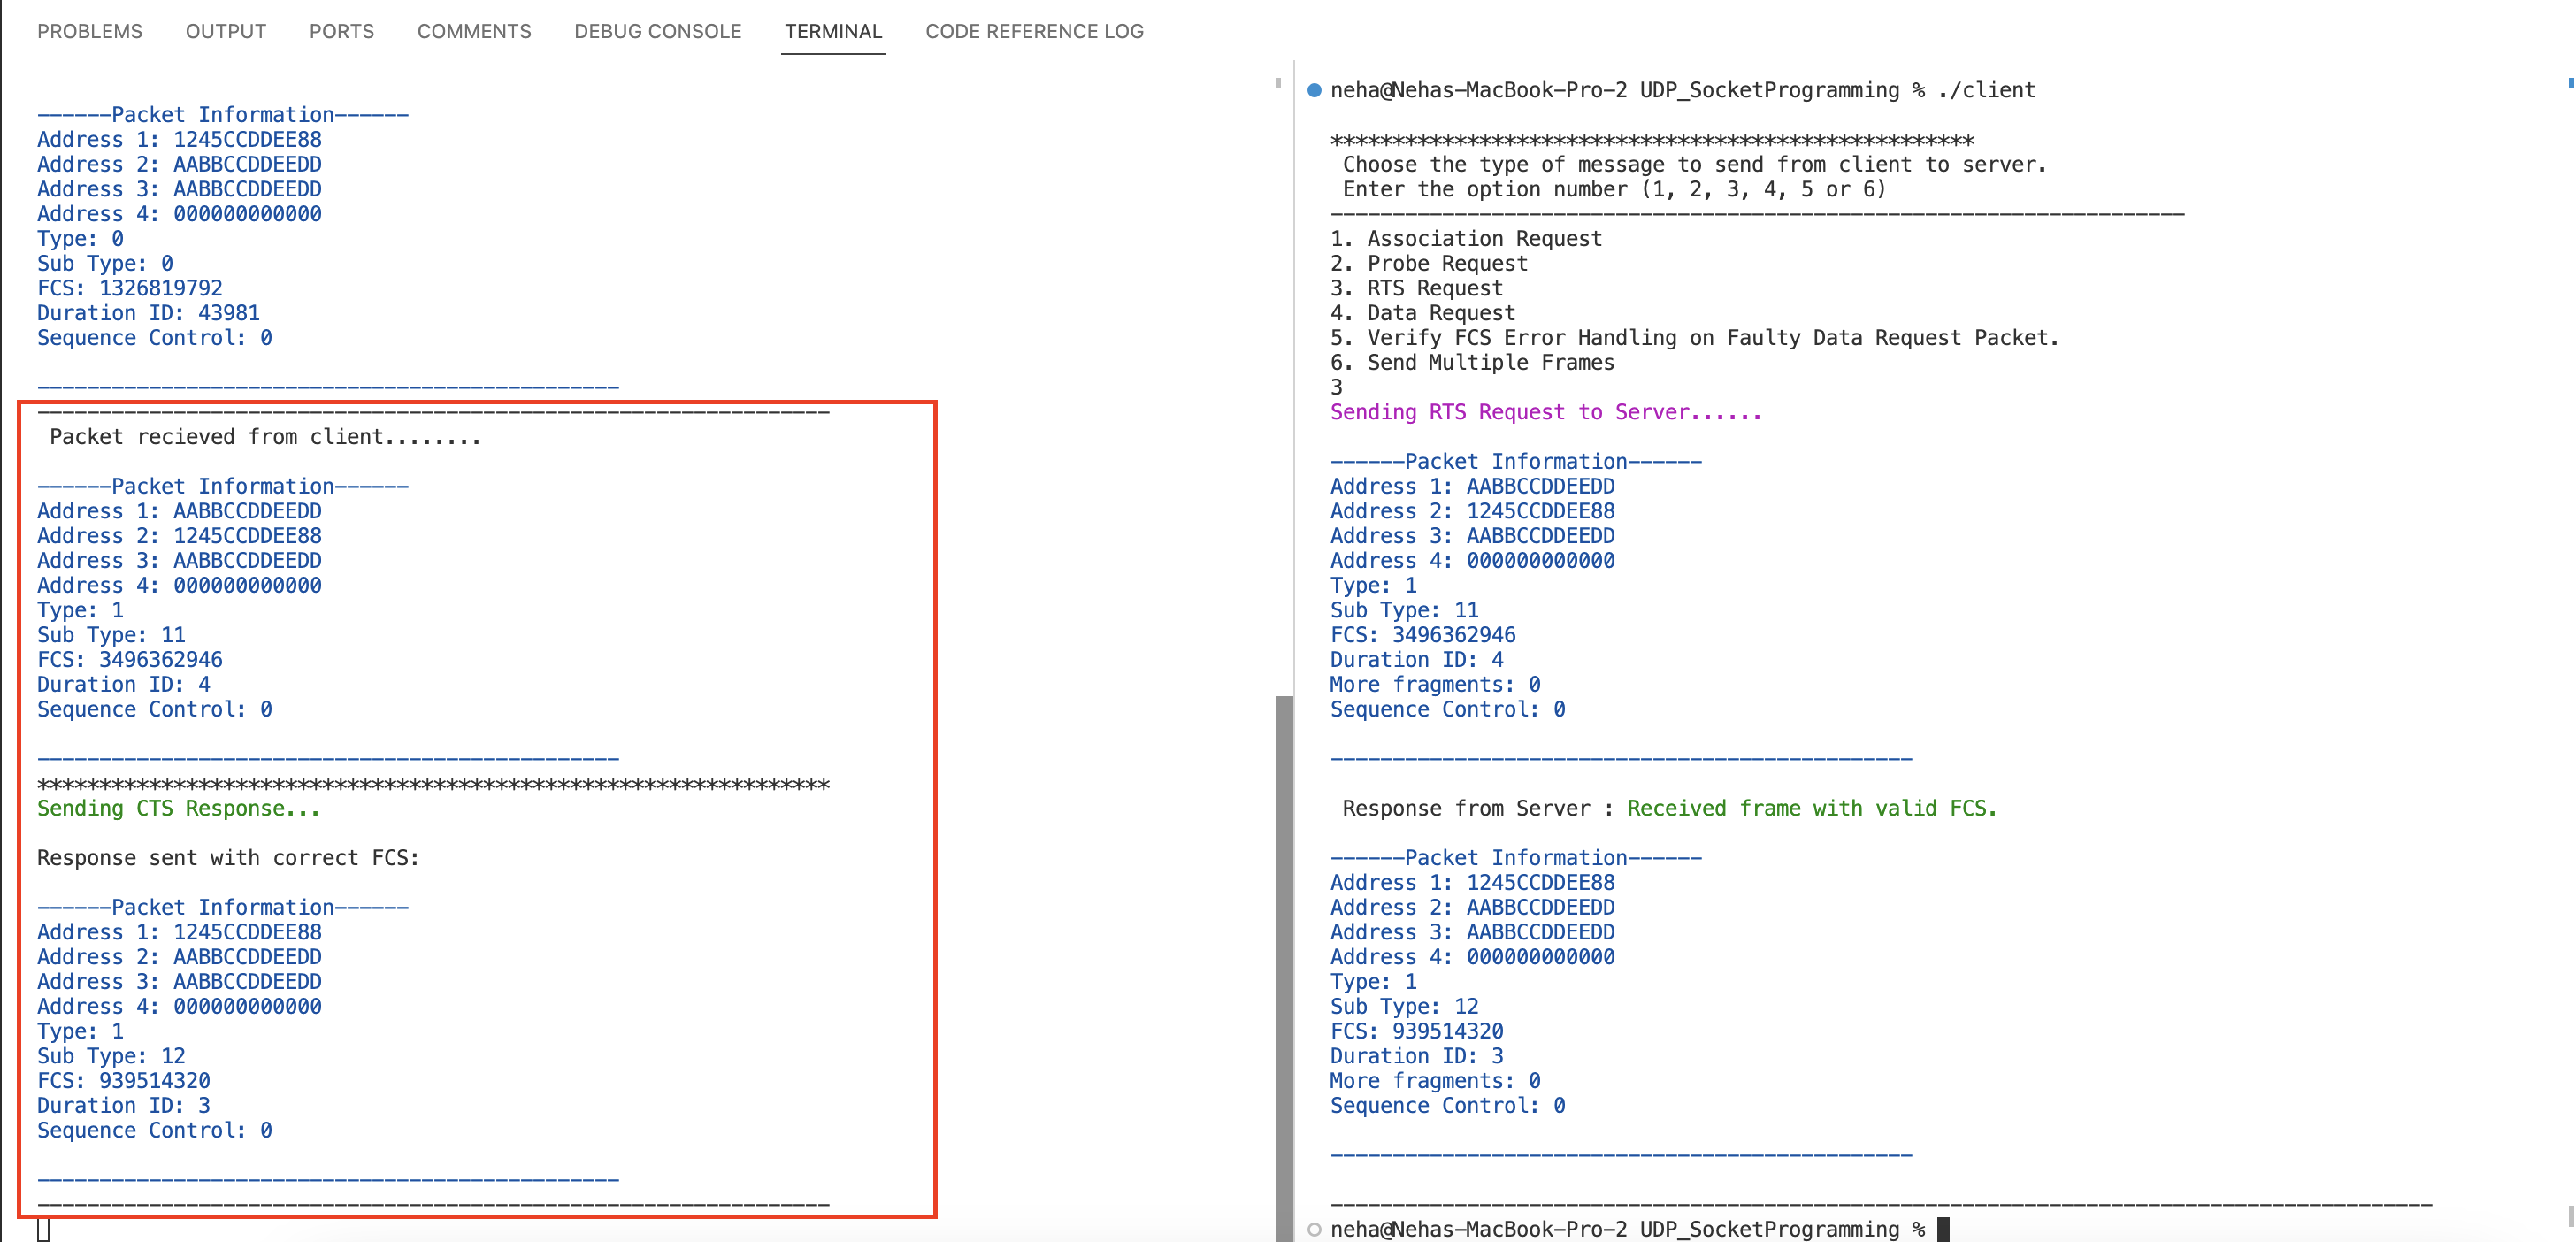 PROBLEMS OUTPUT PORTS COMMENTS DEBUG CONSOLE TERMINAL CODE REFERENCE LOG
------Packet Information------
Address 1: 1245CCDDEE88
Address 2: AABBCCDDEEDD
Address 3: AABBCCDDEEDD
Address 4: 000000000000
Type: 0
Sub Type: 0
FCS: 1326819792
Duration ID: 43981
Sequence Control: 0
-----------------------------------------------
----------------------------------------------------------------
Packet recieved from client........
------Packet Information------
Address 1: AABBCCDDEEDD
Address 2: 1245CCDDEE88
Address 3: AABBCCDDEEDD
Address 4: 000000000000
Type: 1
Sub Type: 11
FCS: 3496362946
Duration ID: 4
Sequence Control: 0
-----------------------------------------------
****************************************************************
Sending CTS Response...
Response sent with correct FCS:
------Packet Information------
Address 1: 1245CCDDEE88
Address 2: AABBCCDDEEDD
Address 3: AABBCCDDEEDD
Address 4: 000000000000
Type: 1
Sub Type: 12
FCS: 939514320
Duration ID: 3
Sequence Control: 0
-----------------------------------------------
----------------------------------------------------------------
neha@Nehas-MacBook-Pro-2 UDP_SocketProgramming % ./client
****************************************************
Choose the type of message to send from client to server.
Enter the option number (1, 2, 3, 4, 5 or 6)
---------------------------------------------------------------------
1. Association Request
2. Probe Request
3. RTS Request
4. Data Request
5. Verify FCS Error Handling on Faulty Data Request Packet.
6. Send Multiple Frames
3
Sending RTS Request to Server......
------Packet Information------
Address 1: AABBCCDDEEDD
Address 2: 1245CCDDEE88
Address 3: AABBCCDDEEDD
Address 4: 000000000000
Type: 1
Sub Type: 11
FCS: 3496362946
Duration ID: 4
More fragments: 0
Sequence Control: 0
-----------------------------------------------
Response from Server : Received frame with valid FCS.
------Packet Information------
Address 1: 1245CCDDEE88
Address 2: AABBCCDDEEDD
Address 3: AABBCCDDEEDD
Address 4: 000000000000
Type: 1
Sub Type: 12
FCS: 939514320
Duration ID: 3
More fragments: 0
Sequence Control: 0
-----------------------------------------------
-----------------------------------------------------------------------------------------
neha@Nehas-MacBook-Pro-2 UDP_SocketProgramming %